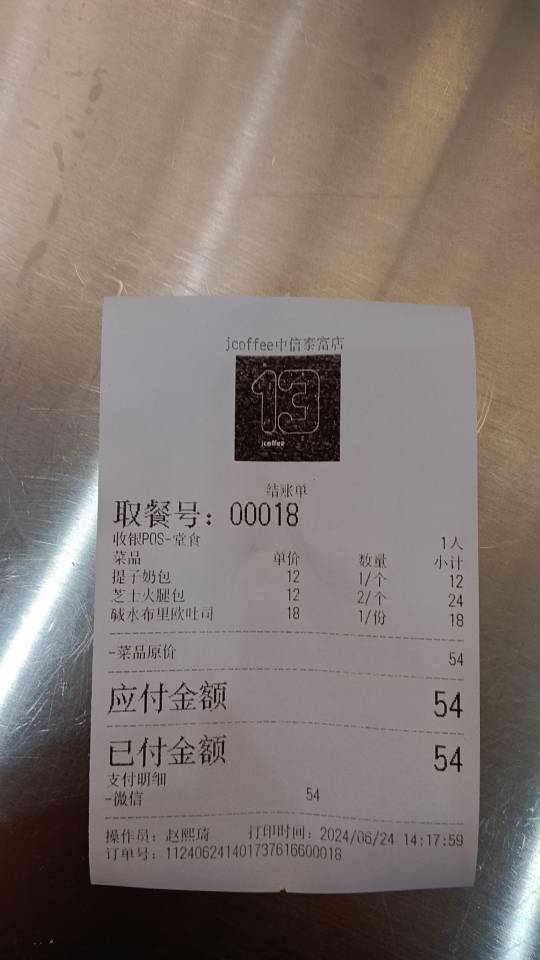 jcoffee中信泰富店
13
jcoffee
结账单
取餐号：00018
收银POS-堂食 1人
菜品 单价 数量 小计
提子奶包 12 1/个 12
芝士火腿包 12 2/个 24
碱水布里欧吐司 18 1/份 18
-菜品原价 54
应付金额 54
已付金额 54
支付明细
-微信 54
操作员：赵熙琦 打印时间：2024/06/24 14:17:59
订单号：112406241401737616600018